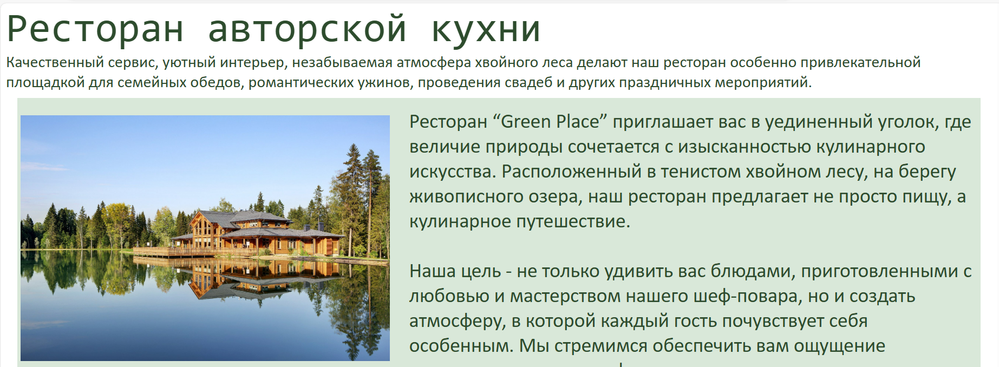 Ресторан авторской кухни
Качественный сервис, уютный интерьер, незабываемая атмосфера хвойного леса делают наш ресторан особенно привлекательной
площадкой для семейных обедов, романтических ужинов, проведения свадеб и других праздничных мероприятий.
Ресторан “Green Place” приглашает вас в уединенный уголок, где
величие природы сочетается с изысканностью кулинарного
искусства. Расположенный в тенистом хвойном лесу, на берегу
живописного озера, наш ресторан предлагает не просто пищу, а
кулинарное путешествие.
Наша цель - не только удивить вас блюдами, приготовленными с
любовью и мастерством нашего шеф-повара, но и создать
атмосферу, в которой каждый гость почувствует себя
особенным. Мы стремимся обеспечить вам ощущение